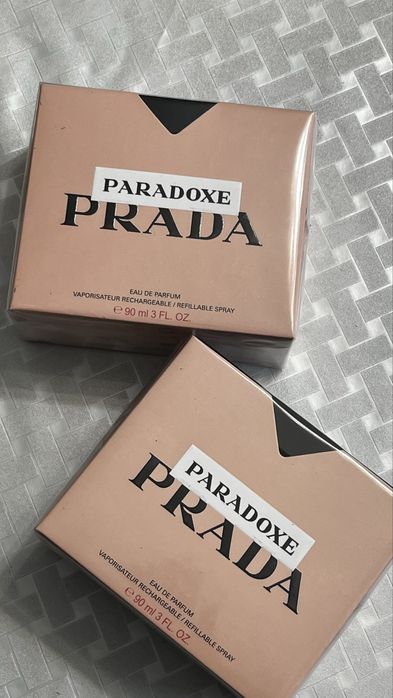 PARADOXE
PRADA
EAU DE PARFUM
VAPORISATEUR RECHARGEABLE / REFILLABLE SPRAY
℮ 90 ml 3 FL. OZ.
PARADOXE
PRADA
EAU DE PARFUM
VAPORISATEUR RECHARGEABLE / REFILLABLE SPRAY
℮ 90 ml 3 FL. OZ.